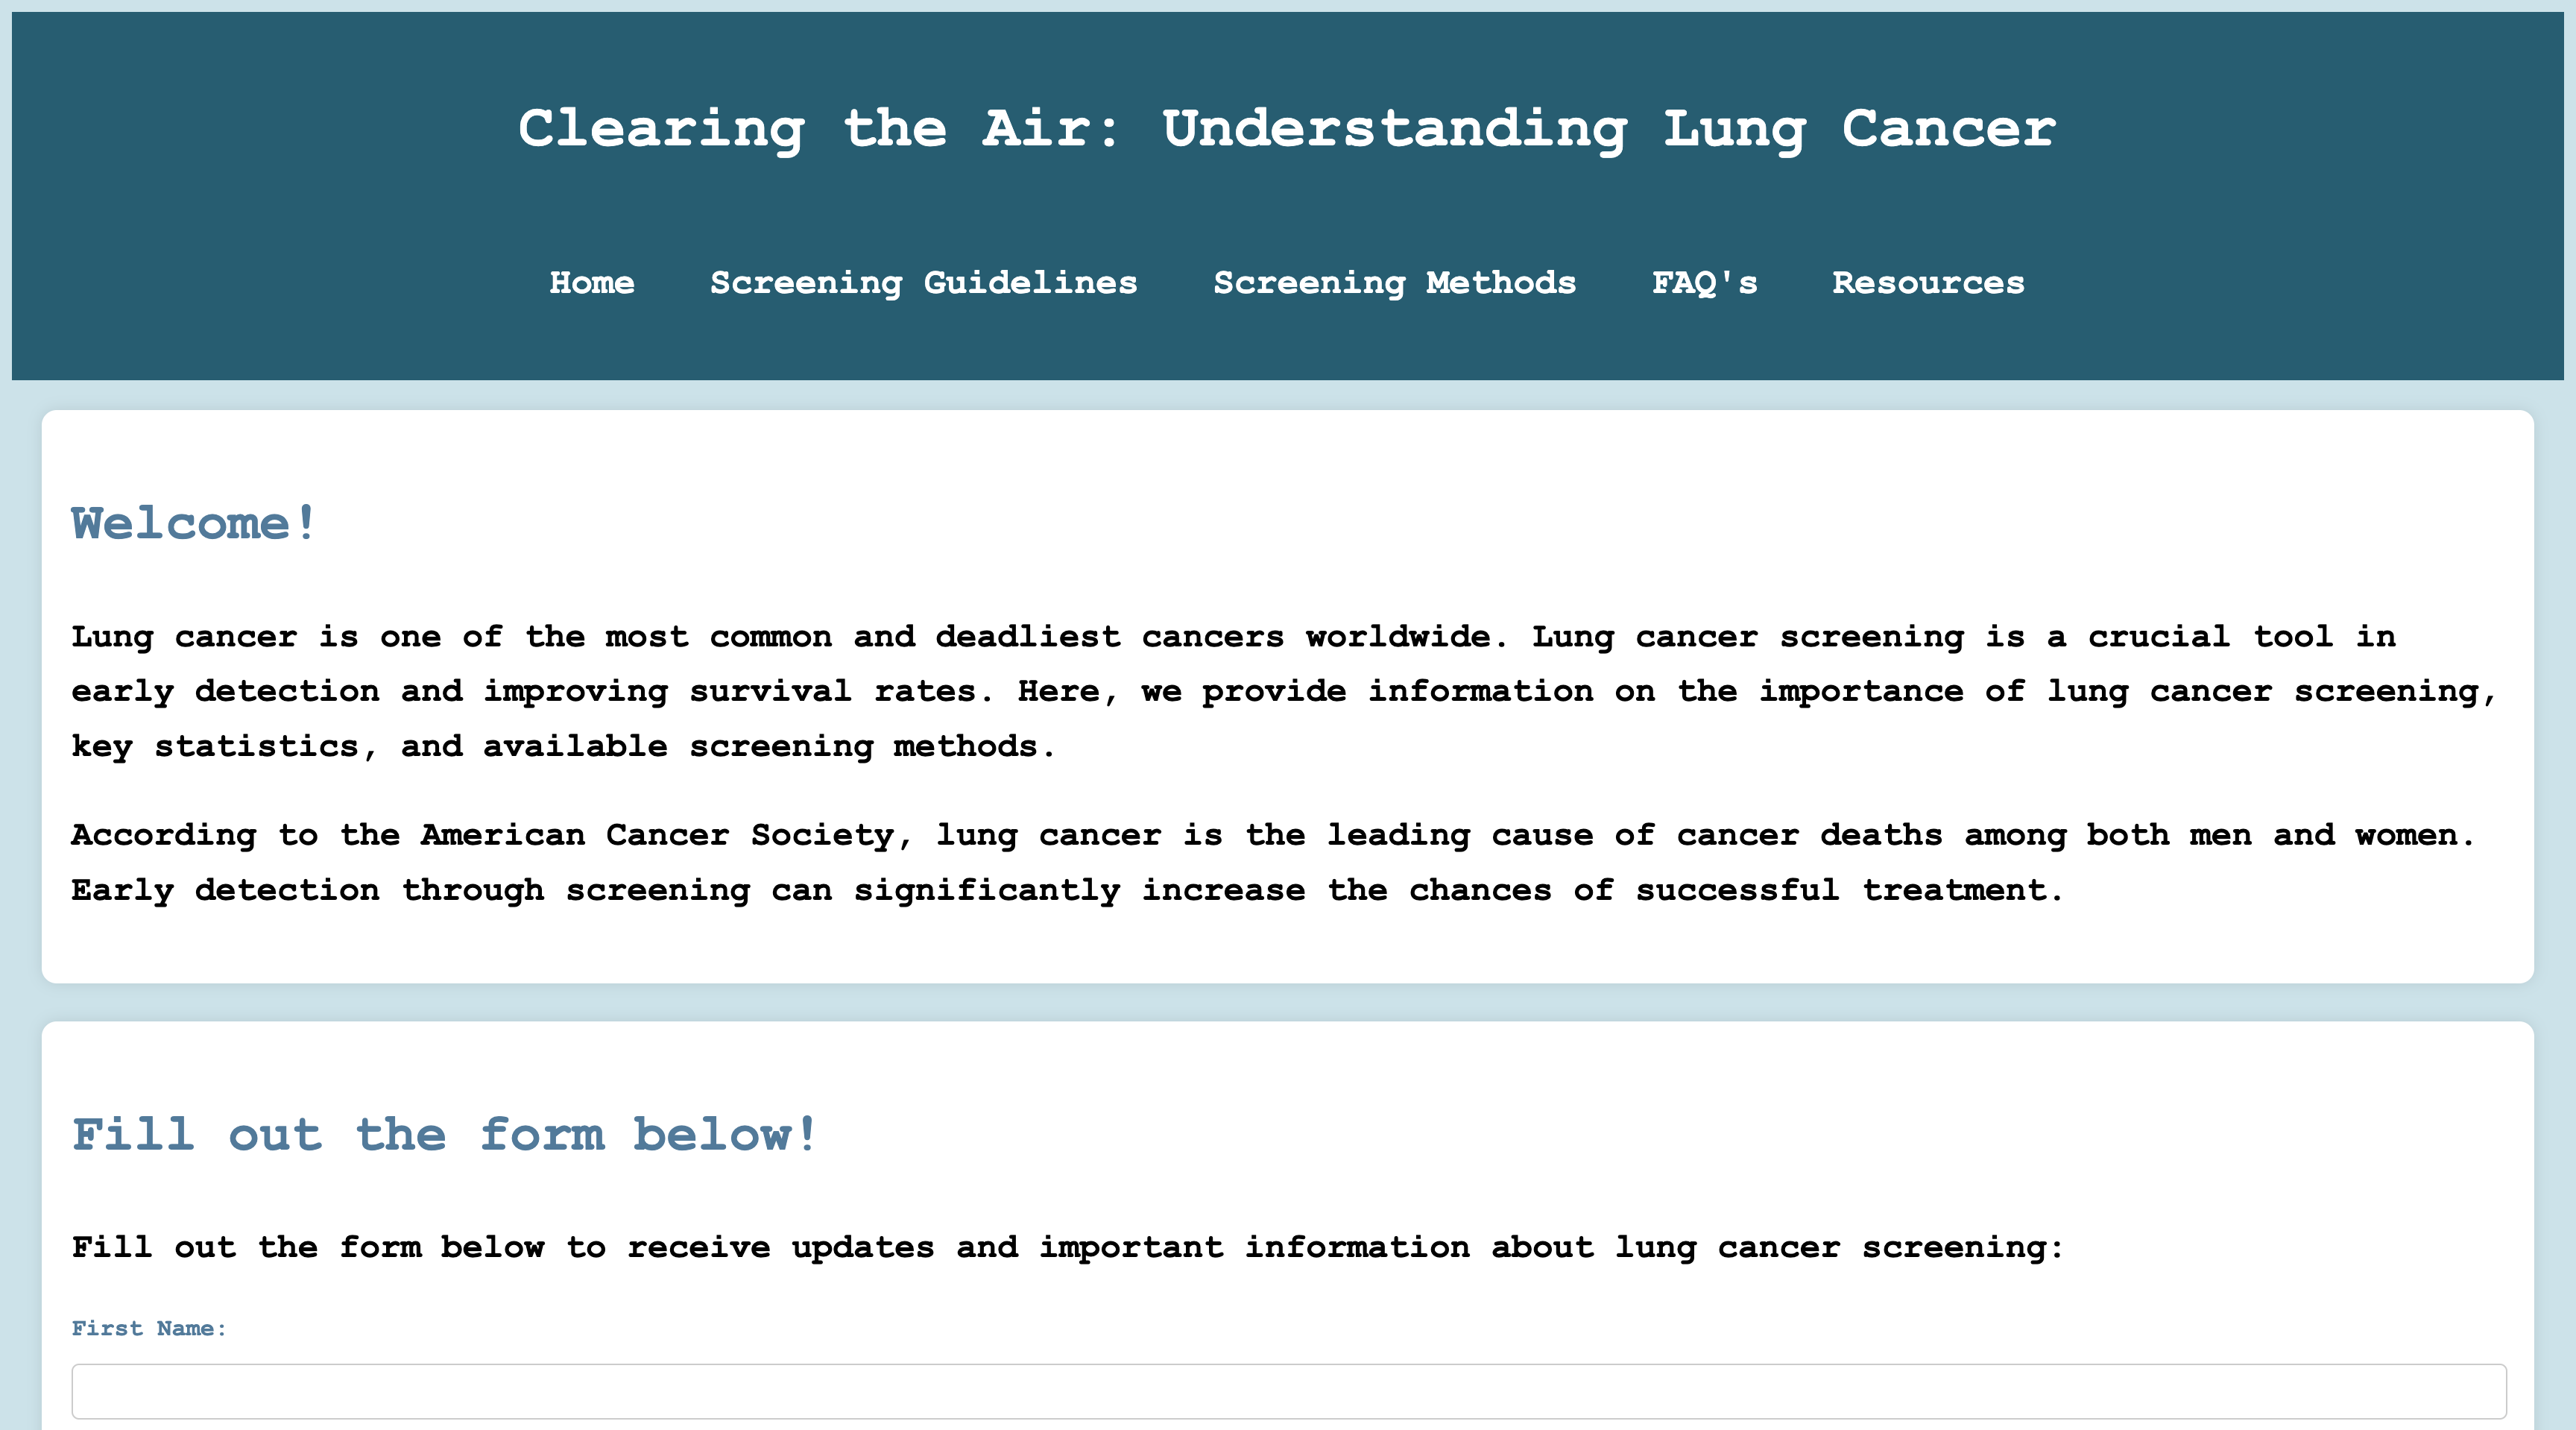 Clearing the Air: Understanding Lung Cancer
Home Screening Guidelines Screening Methods FAQ's Resources
Welcome!
Lung cancer is one of the most common and deadliest cancers worldwide. Lung cancer screening is a crucial tool in
early detection and improving survival rates. Here, we provide information on the importance of lung cancer screening,
key statistics, and available screening methods.
According to the American Cancer Society, lung cancer is the leading cause of cancer deaths among both men and women.
Early detection through screening can significantly increase the chances of successful treatment.
Fill out the form below!
Fill out the form below to receive updates and important information about lung cancer screening:
First Name: